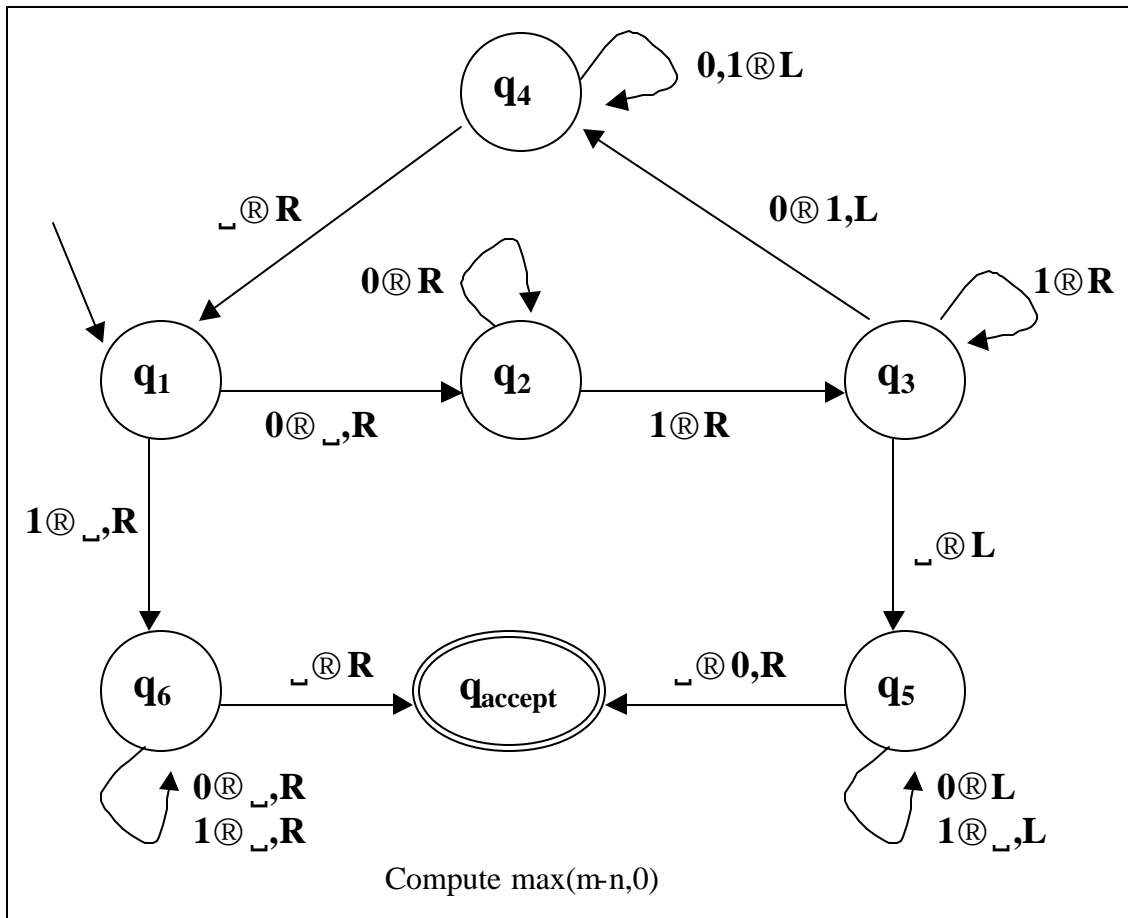 q₄
0,1®L
␣®R
0®1,L
0®R
1®R
q₁
q₂
q₃
0®␣,R
1®R
1®␣,R
␣®L
q₆
␣®R
q_accept
␣®0,R
q₅
0®␣,R
1®␣,R
0®L
1®␣,L
Compute max(m-n,0)